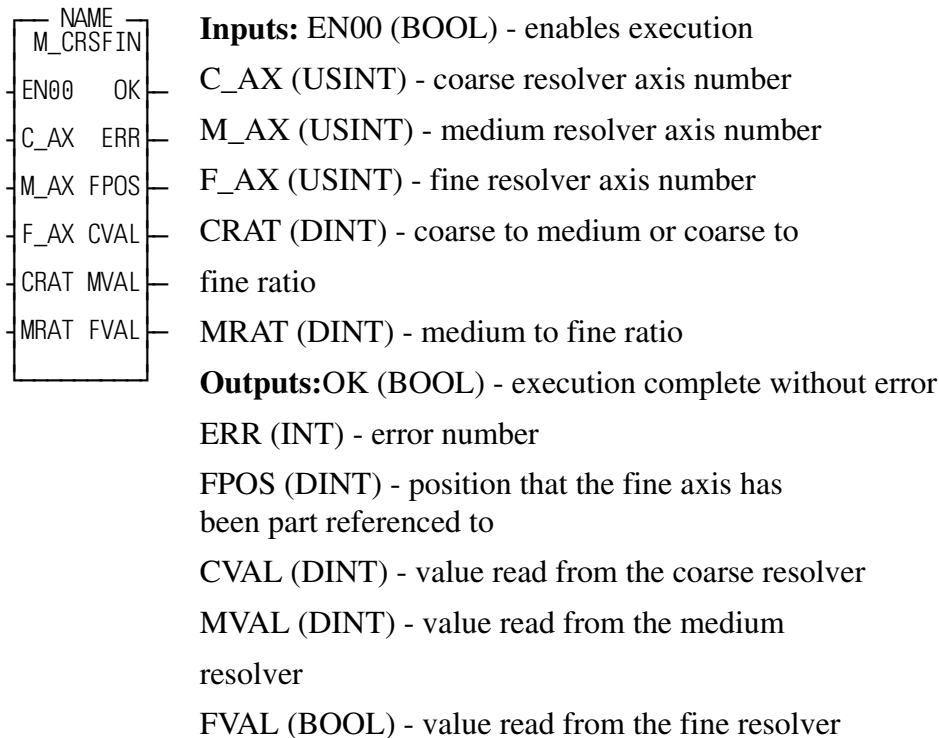 NAME
M_CRSFIN
EN00 OK
C_AX ERR
M_AX FPOS
F_AX CVAL
CRAT MVAL
MRAT FVAL
Inputs: EN00 (BOOL) - enables execution
C_AX (USINT) - coarse resolver axis number
M_AX (USINT) - medium resolver axis number
F_AX (USINT) - fine resolver axis number
CRAT (DINT) - coarse to medium or coarse to
fine ratio
MRAT (DINT) - medium to fine ratio
Outputs:OK (BOOL) - execution complete without error
ERR (INT) - error number
FPOS (DINT) - position that the fine axis has
been part referenced to
CVAL (DINT) - value read from the coarse resolver
MVAL (DINT) - value read from the medium
resolver
FVAL (BOOL) - value read from the fine resolver